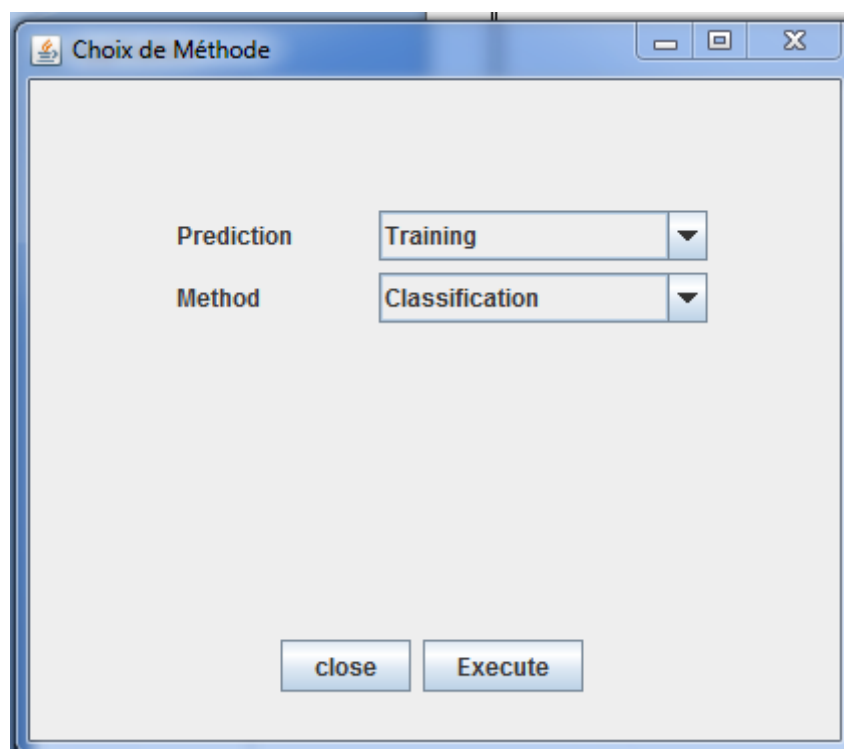 Choix de Méthode
Prediction Training
Method Classification
close Execute